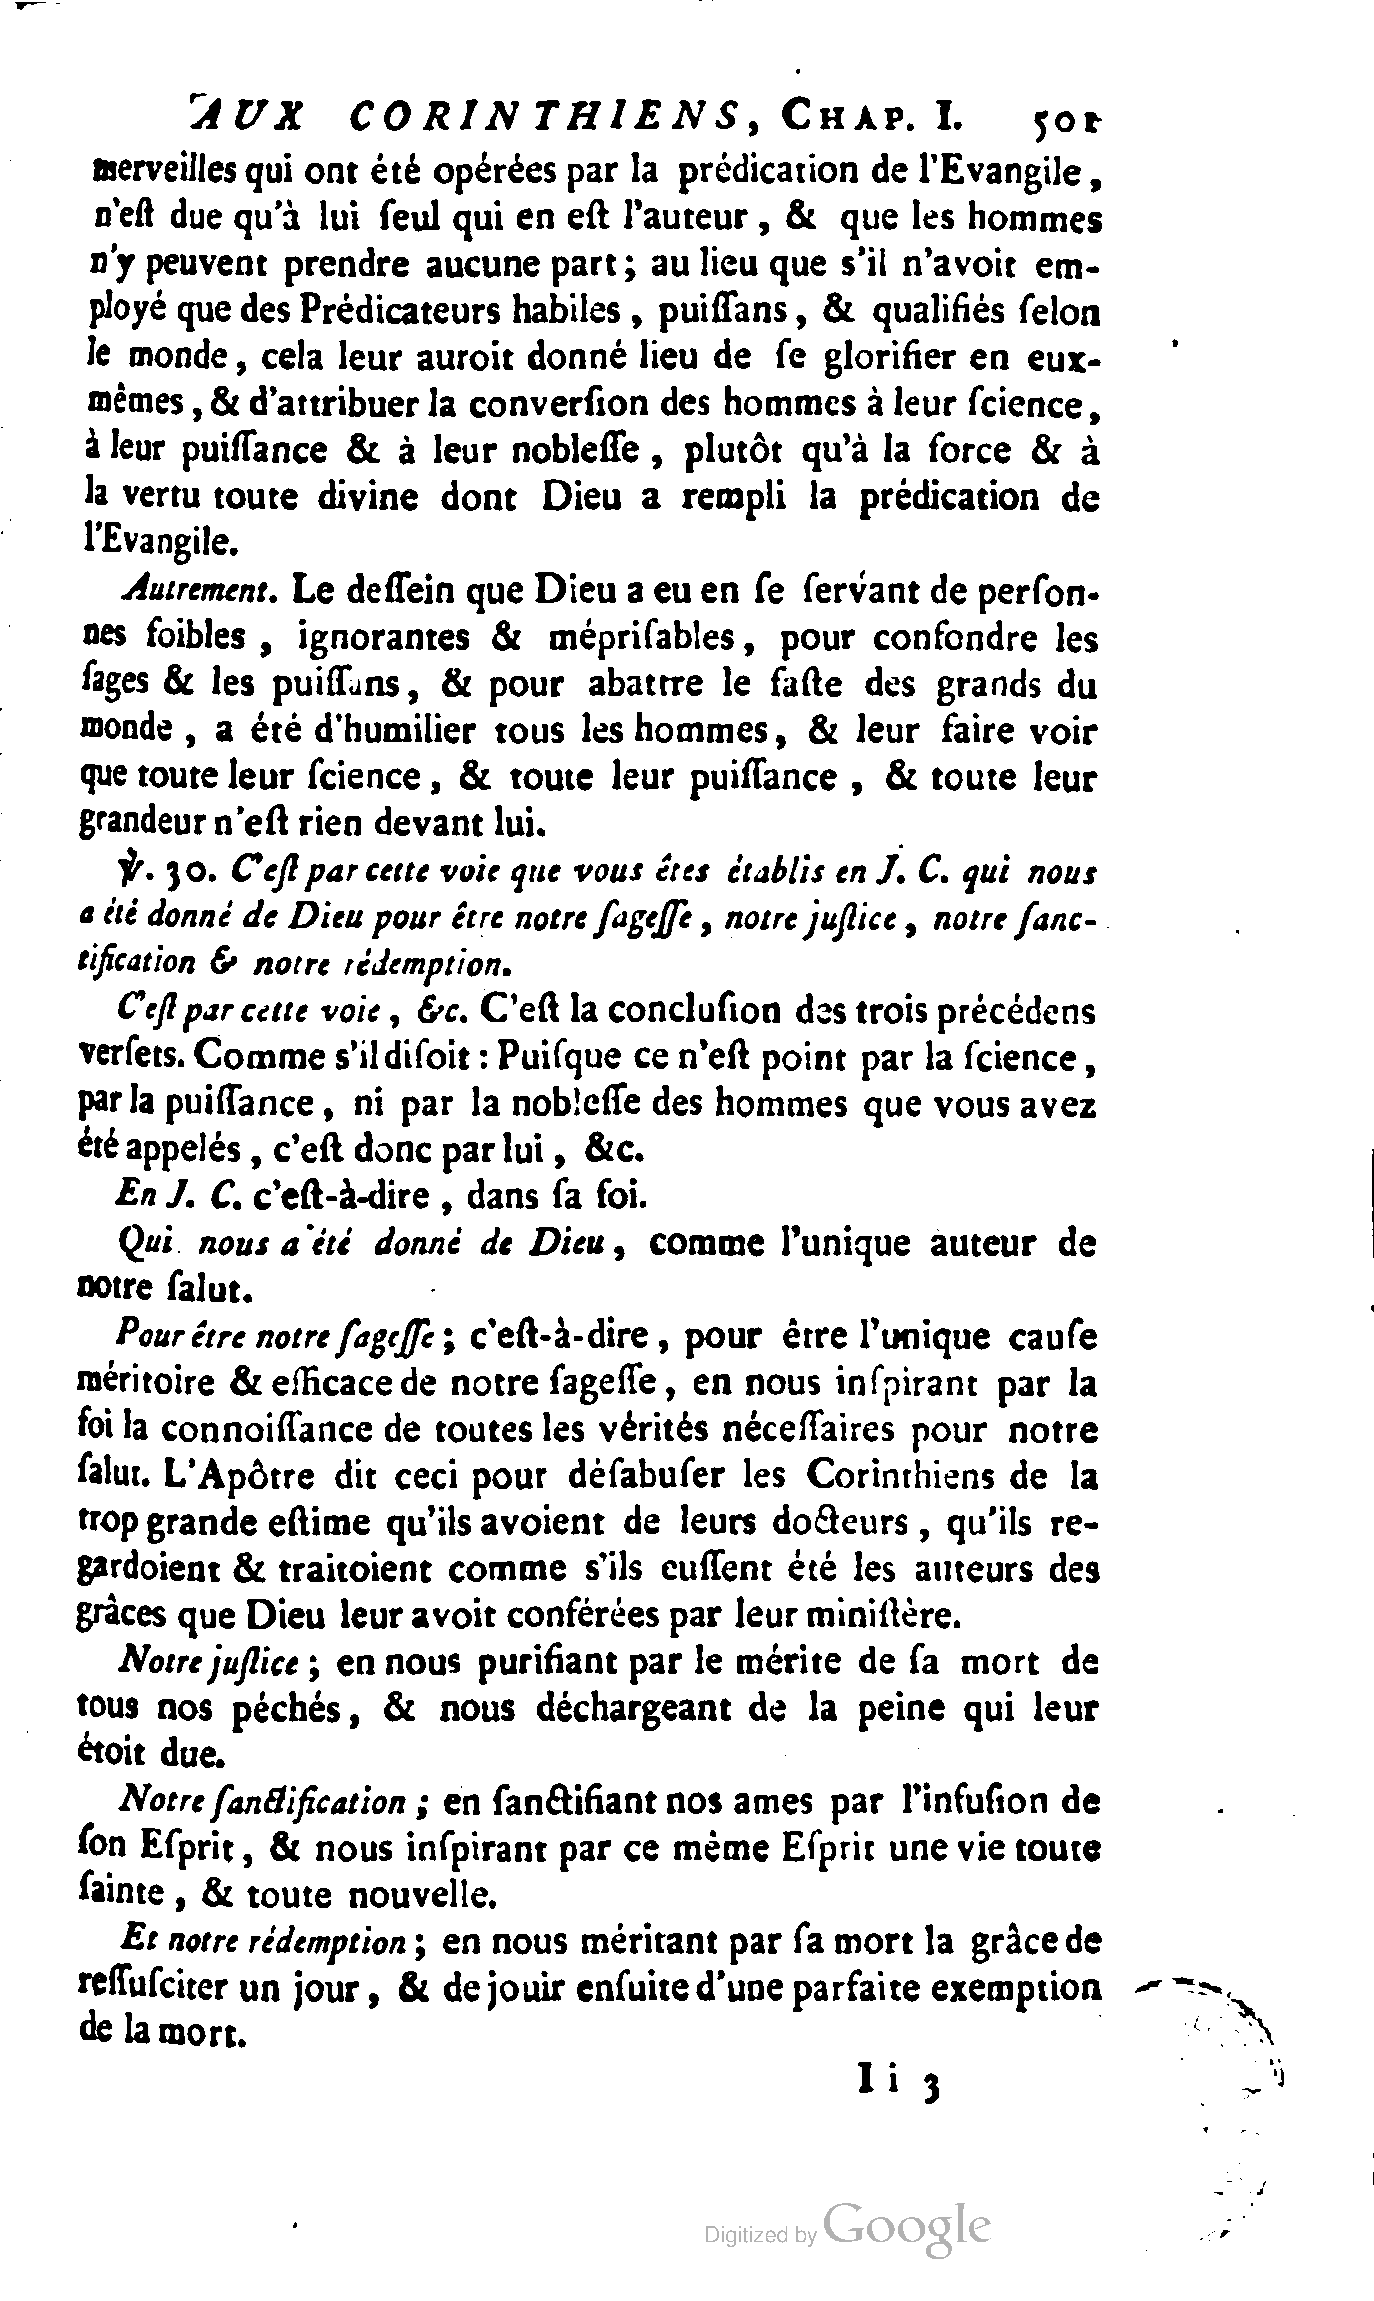 AUX CORINTHIENS, CHAP. I. 501
merveilles qui ont été opérées par la prédication de l'Evangile,
n'eſt due qu'à lui ſeul qui en eſt l'auteur, & que les hommes
n'y peuvent prendre aucune part; au lieu que s'il n'avoit em-
ployé que des Prédicateurs habiles, puiſſans, & qualifiés ſelon
le monde, cela leur auroit donné lieu de ſe glorifier en eux-
mêmes, & d'attribuer la converſion des hommes à leur ſcience,
à leur puiſſance & à leur nobleſſe, plutôt qu'à la force & à
la vertu toute divine dont Dieu a rempli la prédication de
l'Evangile.
Autrement. Le deſſein que Dieu a eu en ſe ſervant de perſon-
nes foibles, ignorantes & mépriſables, pour confondre les
ſages & les puiſſans, & pour abattre le faſte des grands du
monde, a été d'humilier tous les hommes, & leur faire voir
que toute leur ſcience, & toute leur puiſſance, & toute leur
grandeur n'eſt rien devant lui.
℣. 30. C'eſt par cette voie que vous êtes établis en J. C. qui nous
a été donné de Dieu pour être notre ſageſſe, notre juſtice, notre ſanc-
tification & notre rédemption.
C'eſt par cette voie, &c. C'eſt la concluſion des trois précédens
verſets. Comme s'il diſoit : Puiſque ce n'eſt point par la ſcience,
par la puiſſance, ni par la nobleſſe des hommes que vous avez
été appelés, c'eſt donc par lui, &c.
En J. C. c'eſt-à-dire, dans ſa foi.
Qui nous a été donné de Dieu, comme l'unique auteur de
notre ſalut.
Pour être notre ſageſſe; c'eſt-à-dire, pour être l'unique cauſe
méritoire & efficace de notre ſageſſe, en nous inſpirant par la
foi la connoiſſance de toutes les vérités néceſſaires pour notre
ſalut. L'Apôtre dit ceci pour déſabuſer les Corinthiens de la
trop grande eſtime qu'ils avoient de leurs docteurs, qu'ils re-
gardoient & traitoient comme s'ils euſſent été les auteurs des
grâces que Dieu leur avoit conférées par leur miniſtère.
Notre juſtice; en nous purifiant par le mérite de ſa mort de
tous nos péchés, & nous déchargeant de la peine qui leur
étoit due.
Notre ſanctification; en ſanctifiant nos ames par l'infuſion de
ſon Eſprit, & nous inſpirant par ce même Eſprit une vie toute
ſainte, & toute nouvelle.
Et notre rédemption; en nous méritant par ſa mort la grâce de
reſſuſciter un jour, & de jouir enſuite d'une parfaite exemption
de la mort.
I i 3
Digitized by Google